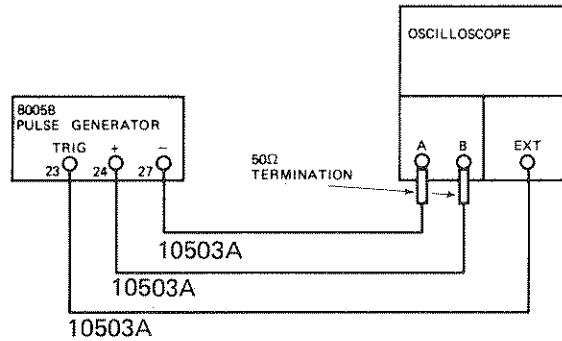 OSCILLOSCOPE
8005B
PULSE GENERATOR
TRIG + −
23 24 27
A B EXT
50Ω
TERMINATION
10503A
10503A
10503A